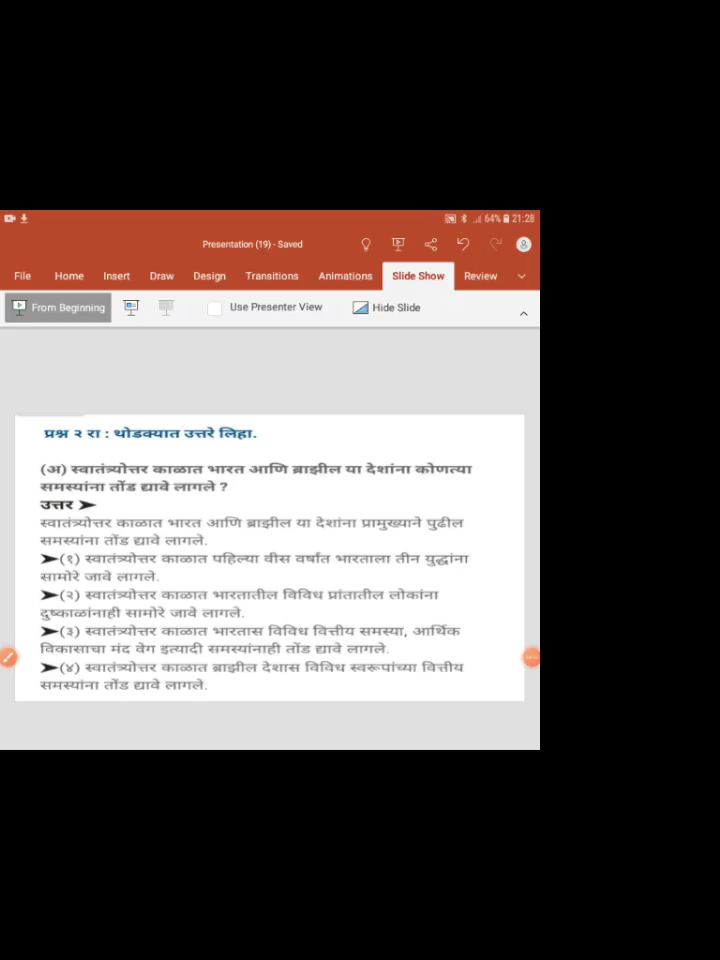 64% 21:28
Presentation (19) - Saved
File Home Insert Draw Design Transitions Animations Slide Show Review
From Beginning Use Presenter View Hide Slide
प्रश्न २ रा : थोडक्यात उत्तरे लिहा.
(अ) स्वातंत्र्योत्तर काळात भारत आणि ब्राझील या देशांना कोणत्या
समस्यांना तोंड द्यावे लागले ?
उत्तर ➤
स्वातंत्र्योत्तर काळात भारत आणि ब्राझील या देशांना प्रामुख्याने पुढील
समस्यांना तोंड द्यावे लागले.
➤(१) स्वातंत्र्योत्तर काळात पहिल्या वीस वर्षांत भारताला तीन युद्धांना
सामोरे जावे लागले.
➤(२) स्वातंत्र्योत्तर काळात भारतातील विविध प्रांतातील लोकांना
दुष्काळांनाही सामोरे जावे लागले.
➤(३) स्वातंत्र्योत्तर काळात भारतास विविध वित्तीय समस्या, आर्थिक
विकासाचा मंद वेग इत्यादी समस्यांनाही तोंड द्यावे लागले.
➤(४) स्वातंत्र्योत्तर काळात ब्राझील देशास विविध स्वरूपांच्या वित्तीय
समस्यांना तोंड द्यावे लागले.